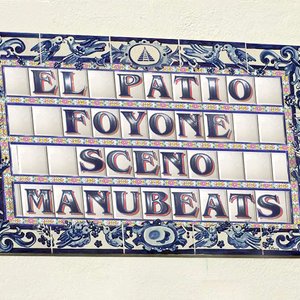 EL PATIO
FOYONE
SCENO
MANUBEATS